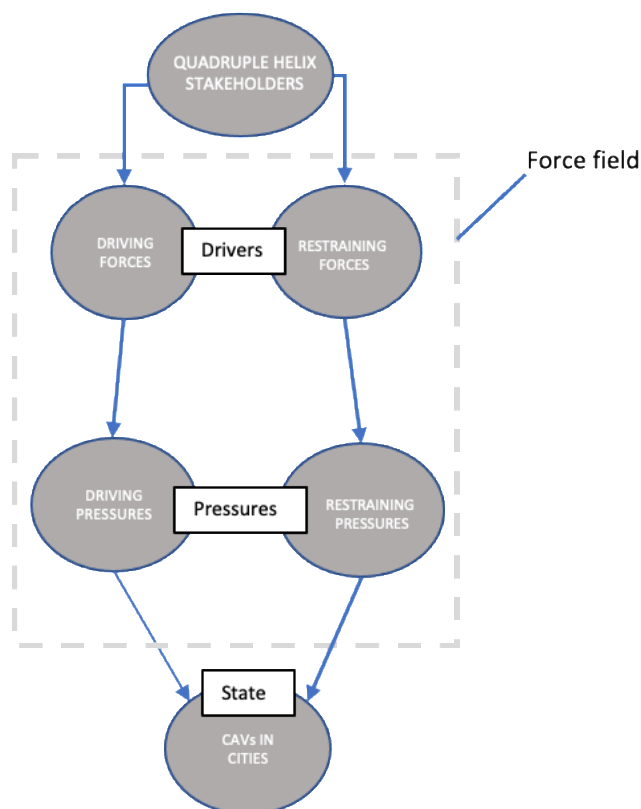 QUADRUPLE HELIX
STAKEHOLDERS
Force field
DRIVING
FORCES
Drivers
RESTRAINING
FORCES
DRIVING
PRESSURES
Pressures
RESTRAINING
PRESSURES
State
CAVs IN
CITIES